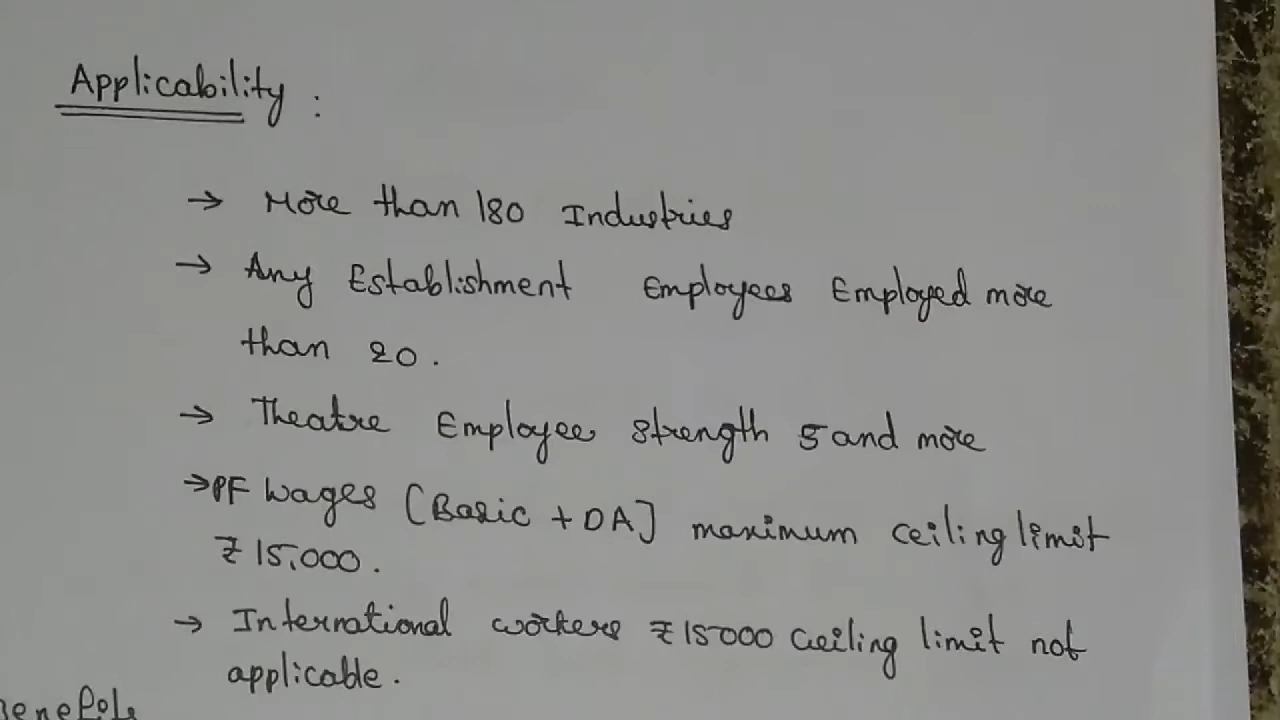 Applicability :
→ More than 180 Industries
→ Any Establishment Employees Employed more
than 20.
→ Theatre Employee strength 5 and more
→ PF Wages [Basic + DA] maximum ceiling limit
₹ 15,000.
→ International workers ₹ 15000 Ceiling limit not
applicable.